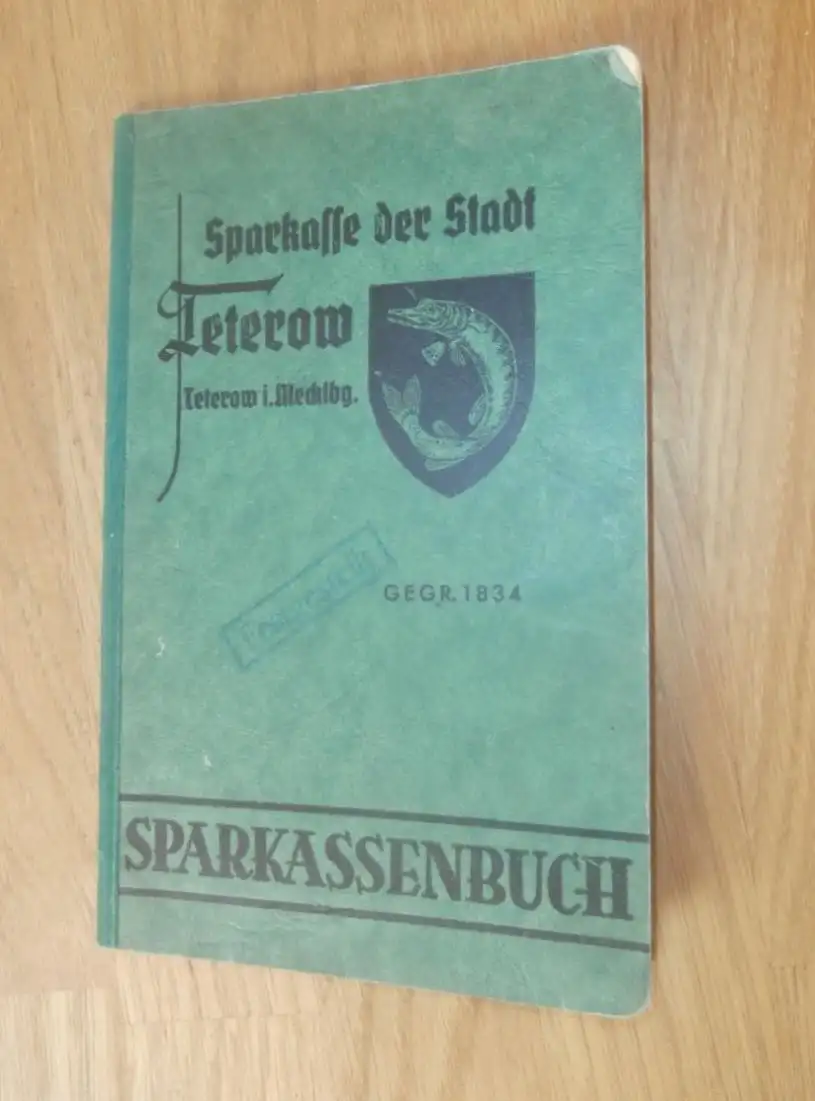 Sparkasse der Stadt
Teterow
Teterow i. Mecklbg.
GEGR. 1834
SPARKASSENBUCH